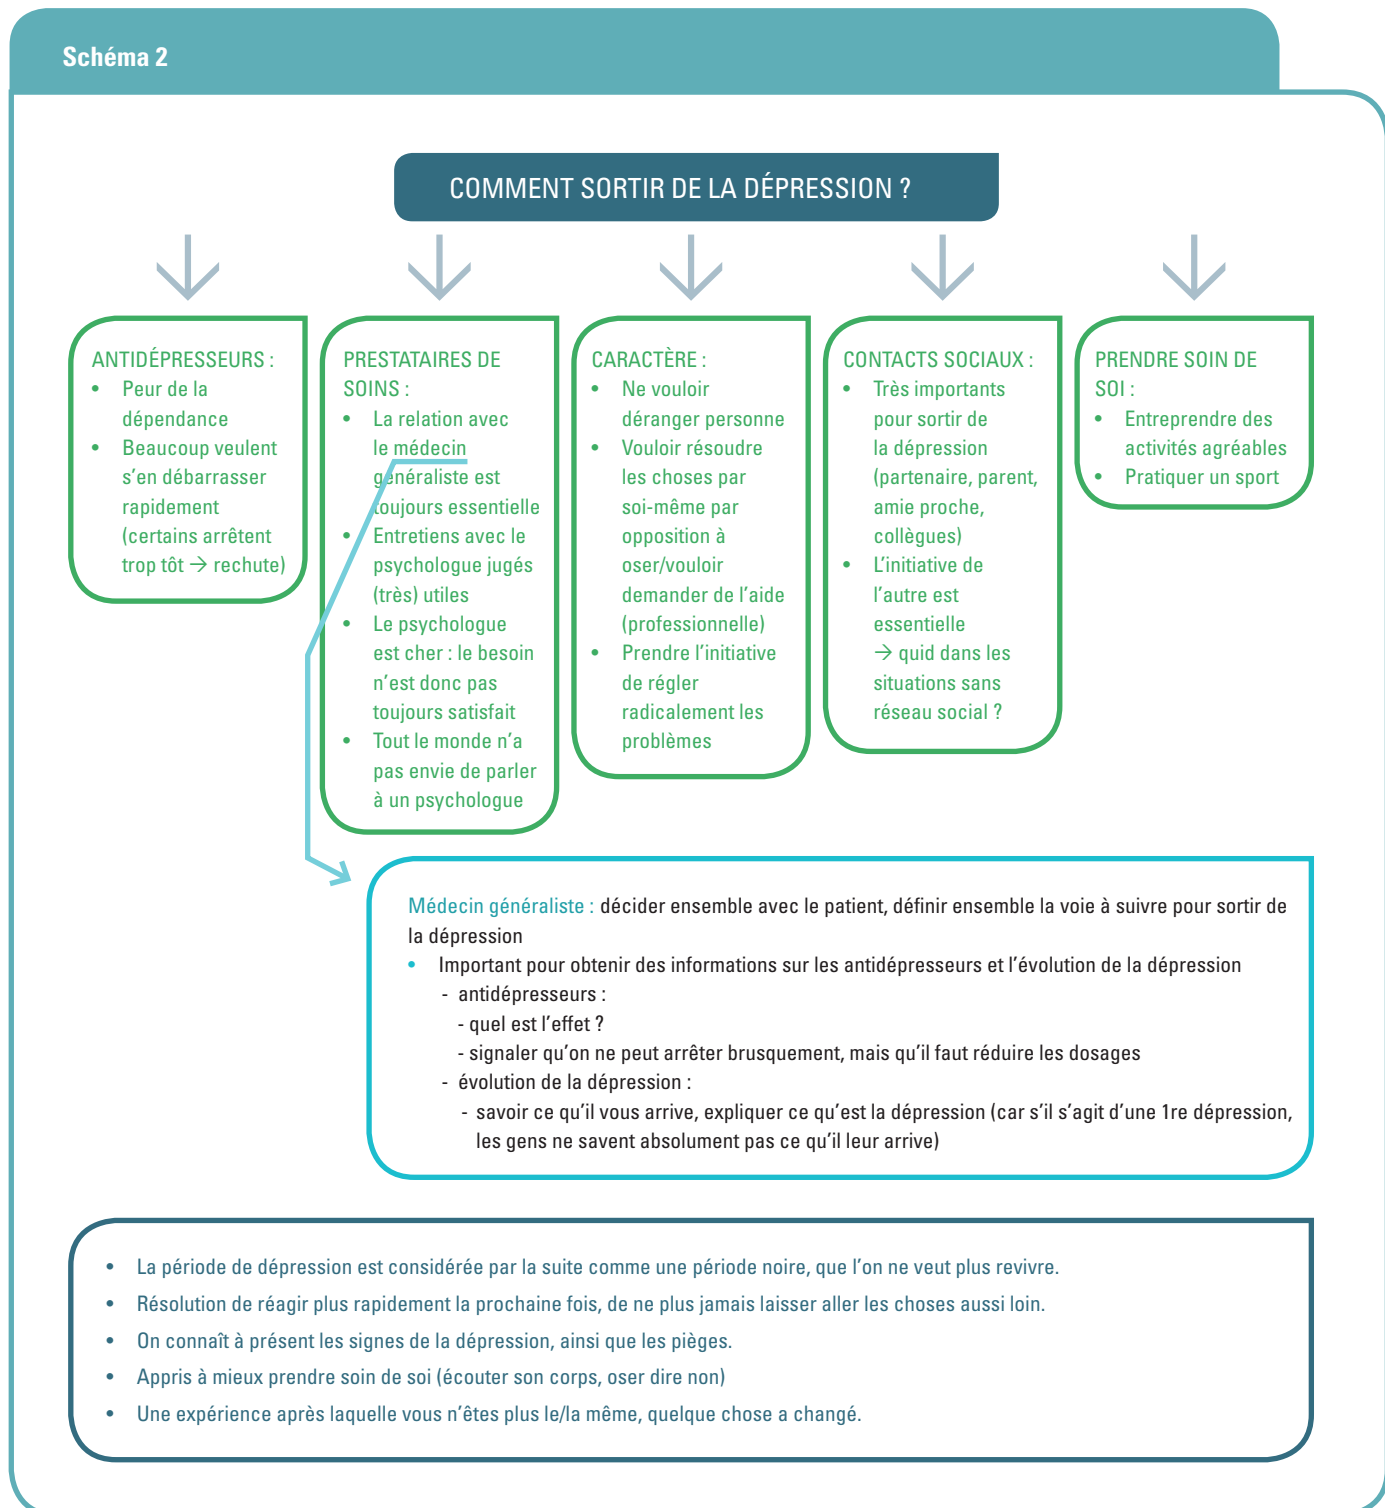 Schéma 2
COMMENT SORTIR DE LA DÉPRESSION ?
ANTIDÉPRESSEURS :
• Peur de la
dépendance
• Beaucoup veulent
s'en débarrasser
rapidement
(certains arrêtent
trop tôt → rechute)
PRESTATAIRES DE
SOINS :
• La relation avec
le médecin
généraliste est
toujours essentielle
• Entretiens avec le
psychologue jugés
(très) utiles
• Le psychologue
est cher : le besoin
n'est donc pas
toujours satisfait
• Tout le monde n'a
pas envie de parler
à un psychologue
CARACTÈRE :
• Ne vouloir
déranger personne
• Vouloir résoudre
les choses par
soi-même par
opposition à
oser/vouloir
demander de l'aide
(professionnelle)
• Prendre l'initiative
de régler
radicalement les
problèmes
CONTACTS SOCIAUX :
• Très importants
pour sortir de
la dépression
(partenaire, parent,
amie proche,
collègues)
• L'initiative de
l'autre est
essentielle
→ quid dans les
situations sans
réseau social ?
PRENDRE SOIN DE
SOI :
• Entreprendre des
activités agréables
• Pratiquer un sport
Médecin généraliste : décider ensemble avec le patient, définir ensemble la voie à suivre pour sortir de
la dépression
• Important pour obtenir des informations sur les antidépresseurs et l'évolution de la dépression
- antidépresseurs :
- quel est l'effet ?
- signaler qu'on ne peut arrêter brusquement, mais qu'il faut réduire les dosages
- évolution de la dépression :
- savoir ce qu'il vous arrive, expliquer ce qu'est la dépression (car s'il s'agit d'une 1re dépression,
les gens ne savent absolument pas ce qu'il leur arrive)
• La période de dépression est considérée par la suite comme une période noire, que l'on ne veut plus revivre.
• Résolution de réagir plus rapidement la prochaine fois, de ne plus jamais laisser aller les choses aussi loin.
• On connaît à présent les signes de la dépression, ainsi que les pièges.
• Appris à mieux prendre soin de soi (écouter son corps, oser dire non)
• Une expérience après laquelle vous n'êtes plus le/la même, quelque chose a changé.